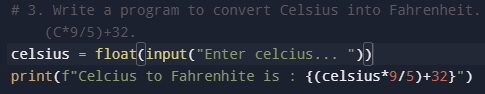 # 3. Write a program to convert Celsius into Fahrenheit.
(C*9/5)+32.
celsius = float(input("Enter celcius... "))
print(f"Celcius to Fahrenhite is : {(celsius*9/5)+32}")